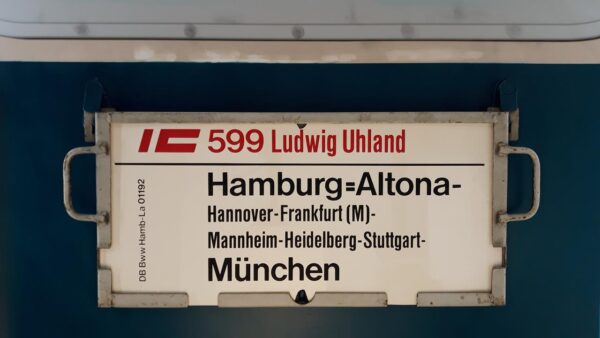 IC 599 Ludwig Uhland
Hamburg=Altona-
Hannover-Frankfurt (M)-
Mannheim-Heidelberg-Stuttgart-
München
DB Bww Hamb-La 01192